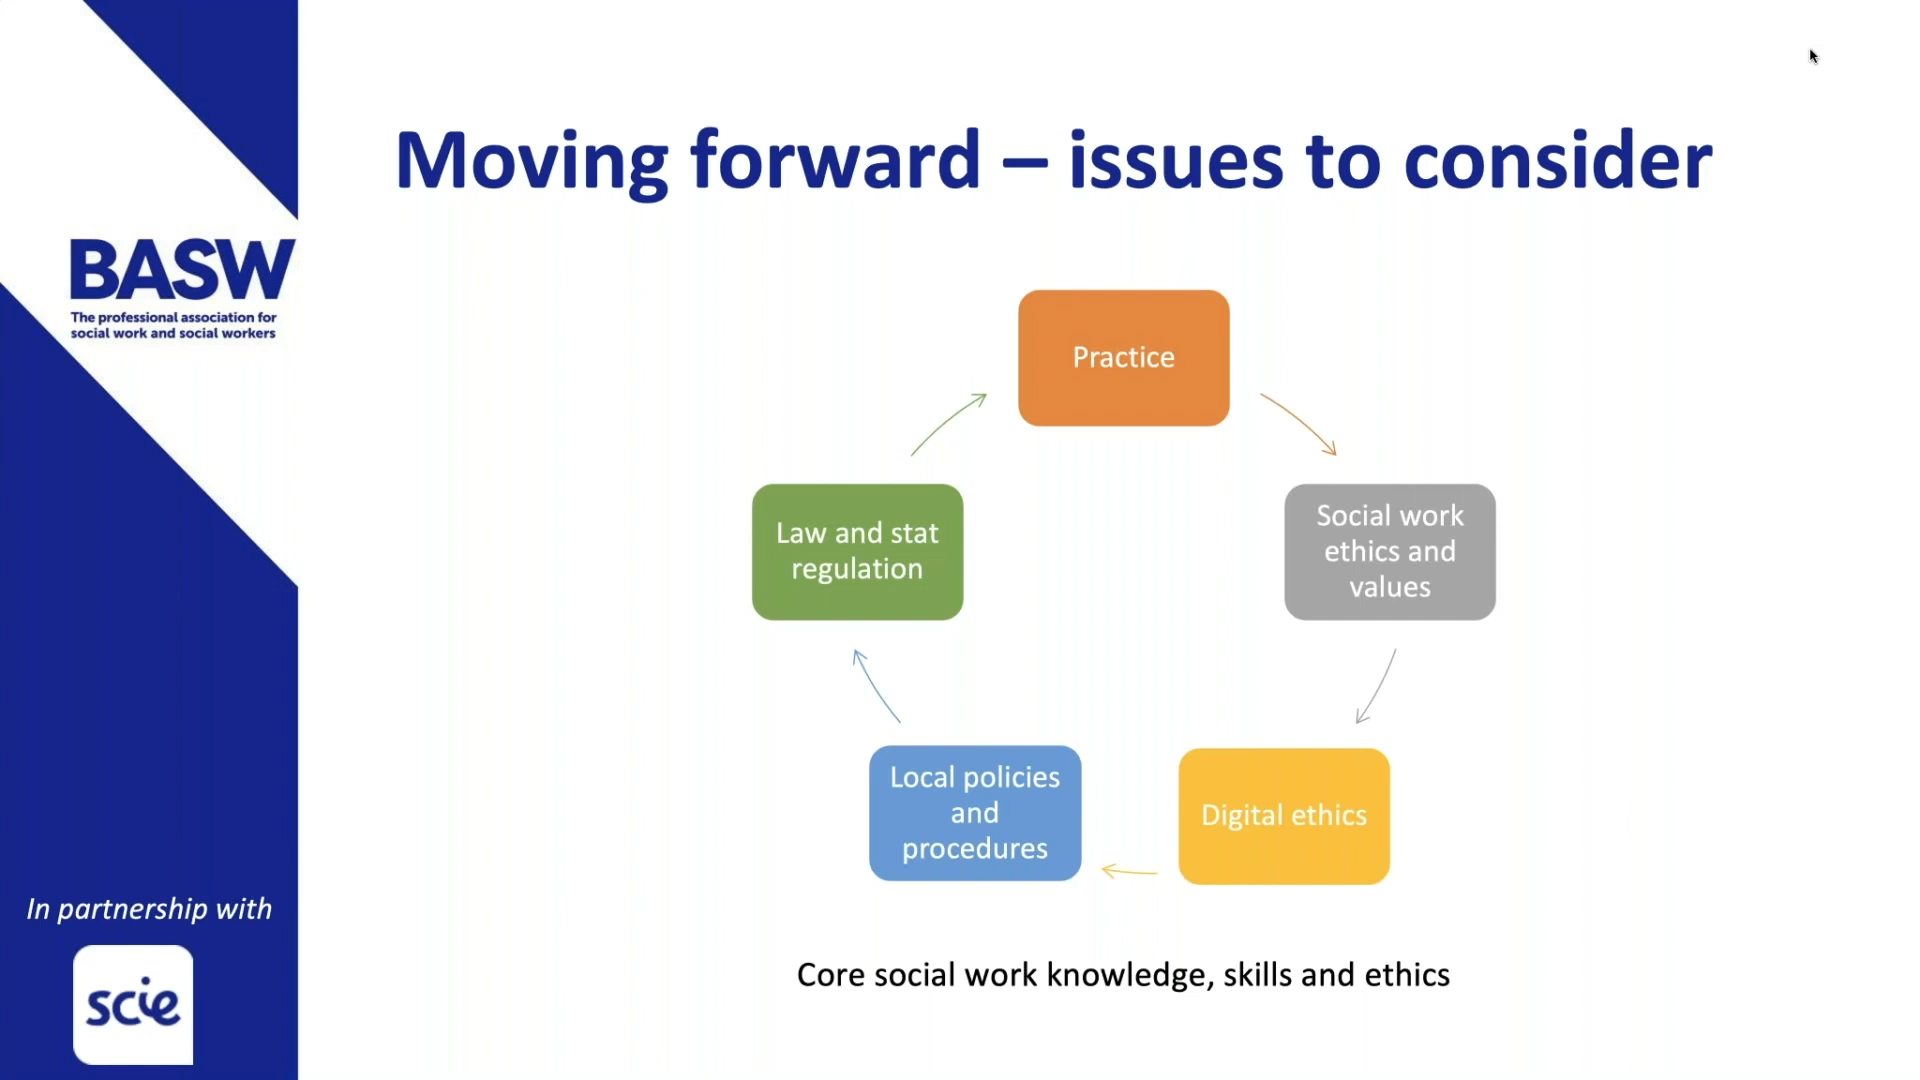 Moving forward – issues to consider
BASW
The professional association for
social work and social workers
Practice
Law and stat
regulation
Social work
ethics and
values
Local policies
and
procedures
Digital ethics
In partnership with
scie
Core social work knowledge, skills and ethics